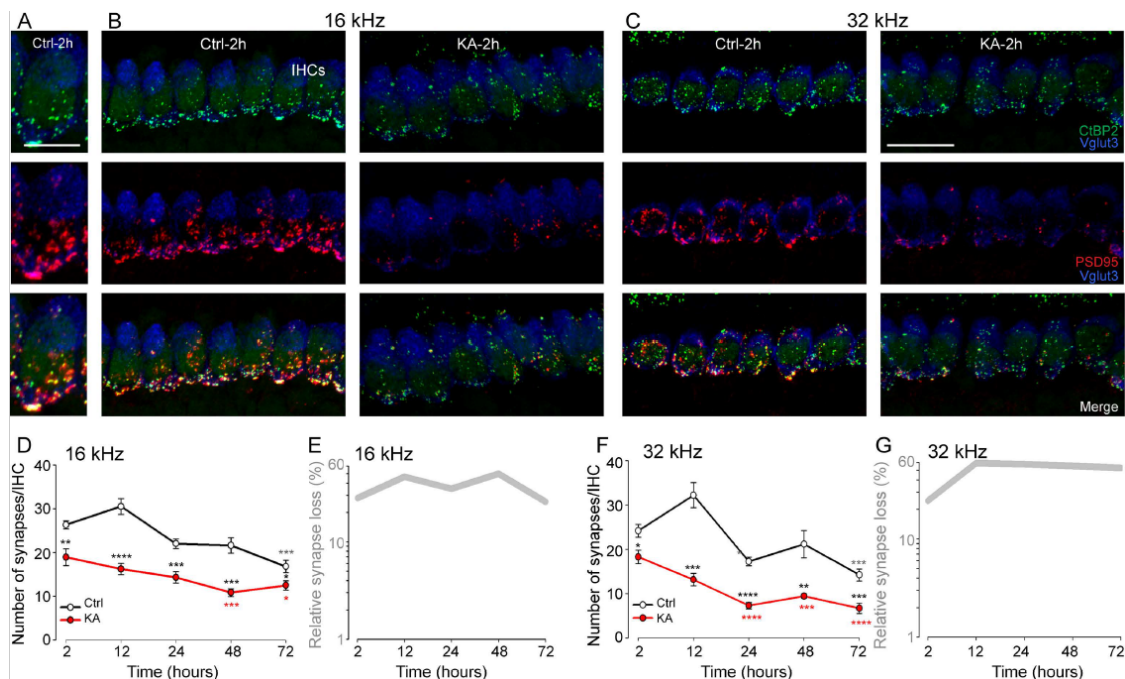 A
B
16 kHz
C
32 kHz
Ctrl-2h
Ctrl-2h
IHCs
KA-2h
Ctrl-2h
KA-2h
CtBP2
Vglut3
PSD95
Vglut3
Merge
D
16 kHz
Number of synapses/IHC
40
30
20
10
0
**
****
***
***
***
***
*
*
Ctrl
KA
2
12
24
48
72
Time (hours)
E
16 kHz
Relative synapse loss (%)
60
10
1
2
12
24
48
72
Time (hours)
F
32 kHz
Number of synapses/IHC
40
30
20
10
0
*
***
****
****
**
***
***
***
****
Ctrl
KA
2
12
24
48
72
Time (hours)
G
32 kHz
Relative synapse loss (%)
60
10
1
2
12
24
48
72
Time (hours)